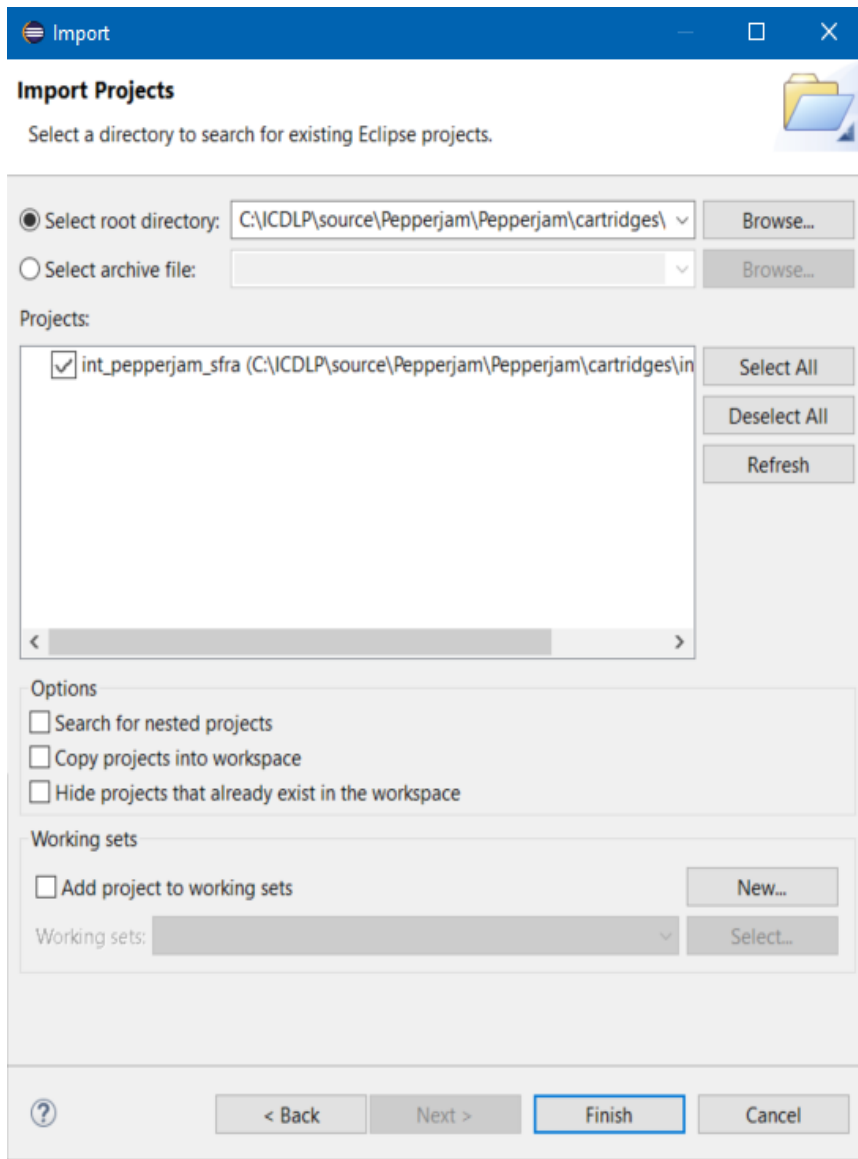 Import
Import Projects
Select a directory to search for existing Eclipse projects.
Select root directory: C:\ICDLP\source\Pepperjam\Pepperjam\cartridges\ Browse...
Select archive file: Browse...
Projects:
int_pepperjam_sfra (C:\ICDLP\source\Pepperjam\Pepperjam\cartridges\in Select All
Deselect All
Refresh
Options
Search for nested projects
Copy projects into workspace
Hide projects that already exist in the workspace
Working sets
Add project to working sets New...
Working sets: Select...
? < Back Next > Finish Cancel